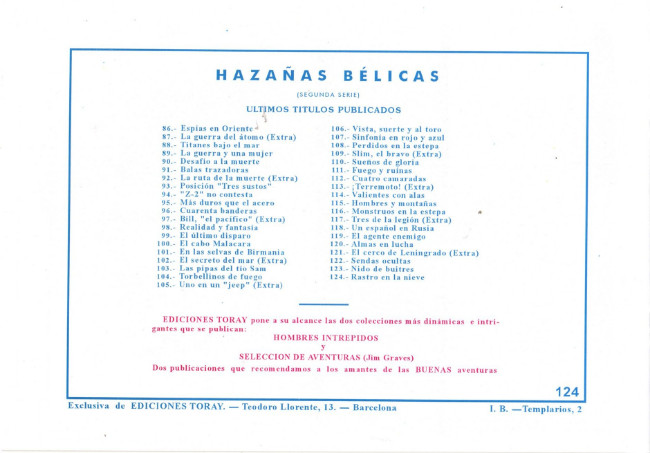 HAZAÑAS BÉLICAS
(SEGUNDA SERIE)
ULTIMOS TITULOS PUBLICADOS
86.- Espías en Oriente
87.- La guerra del átomo (Extra)
88.- Titanes bajo el mar
89.- La guerra y una mujer
90.- Desafío a la muerte
91.- Balas trazadoras
92.- La ruta de la muerte (Extra)
93.- Posición "Tres sustos"
94.- "Z-2" no contesta
95.- Más duros que el acero
96.- Cuarenta banderas
97.- Bill, "el pacífico" (Extra)
98.- Realidad y fantasía
99.- El último disparo
100.- El cabo Malacara
101.- En las selvas de Birmania
102.- El secreto del mar (Extra)
103.- Las pipas del tío Sam
104.- Torbellinos de fuego
105.- Uno en un "jeep" (Extra)
106.- Vista, suerte y al toro
107.- Sinfonía en rojo y azul
108.- Perdidos en la estepa
109.- Slim, el bravo (Extra)
110.- Sueños de gloria
111.- Fuego y ruinas
112.- Cuatro camaradas
113.- ¡Terremoto! (Extra)
114.- Valientes con alas
115.- Hombres y montañas
116.- Monstruos en la estepa
117.- Tres de la legión (Extra)
118.- Un español en Rusia
119.- El agente enemigo
120.- Almas en lucha
121.- El cerco de Leningrado (Extra)
122.- Sendas ocultas
123.- Nido de buitres
124.- Rastro en la nieve
EDICIONES TORAY pone a su alcance las dos colecciones más dinámicas e intri-
gantes que se publican:
HOMBRES INTREPIDOS
y
SELECCION DE AVENTURAS (Jim Graves)
Dos publicaciones que recomendamos a los amantes de las BUENAS aventuras
124
Exclusiva de EDICIONES TORAY. — Teodoro Llorente, 13. — Barcelona
I. B. —Templarios, 2